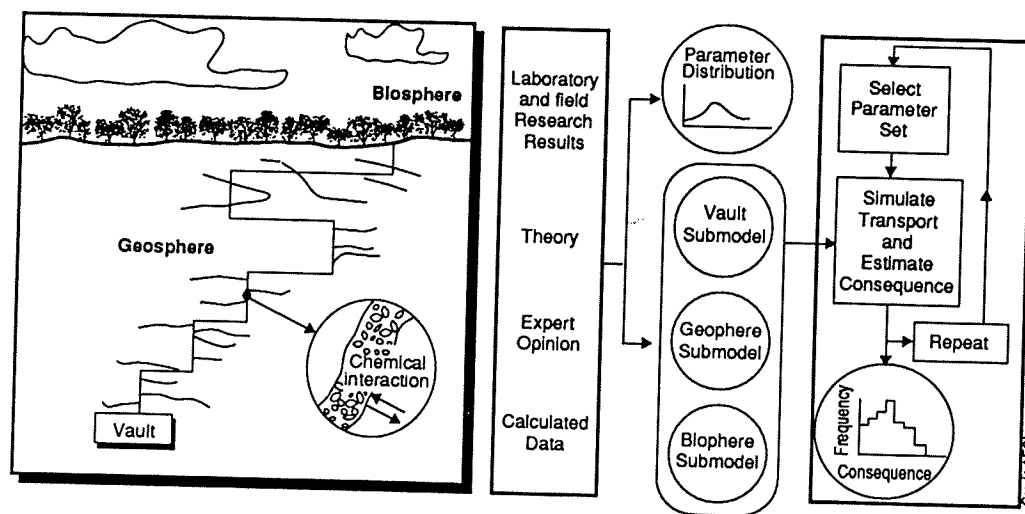 Biosphere
Geosphere
Chemical
interaction
Vault
Laboratory
and field
Research
Results
Theory
Expert
Opinion
Calculated
Data
Parameter
Distribution
Vault
Submodel
Geophere
Submodel
Biophere
Submodel
Select
Parameter
Set
Simulate
Transport
and
Estimate
Consequence
Repeat
Frequency
Consequence